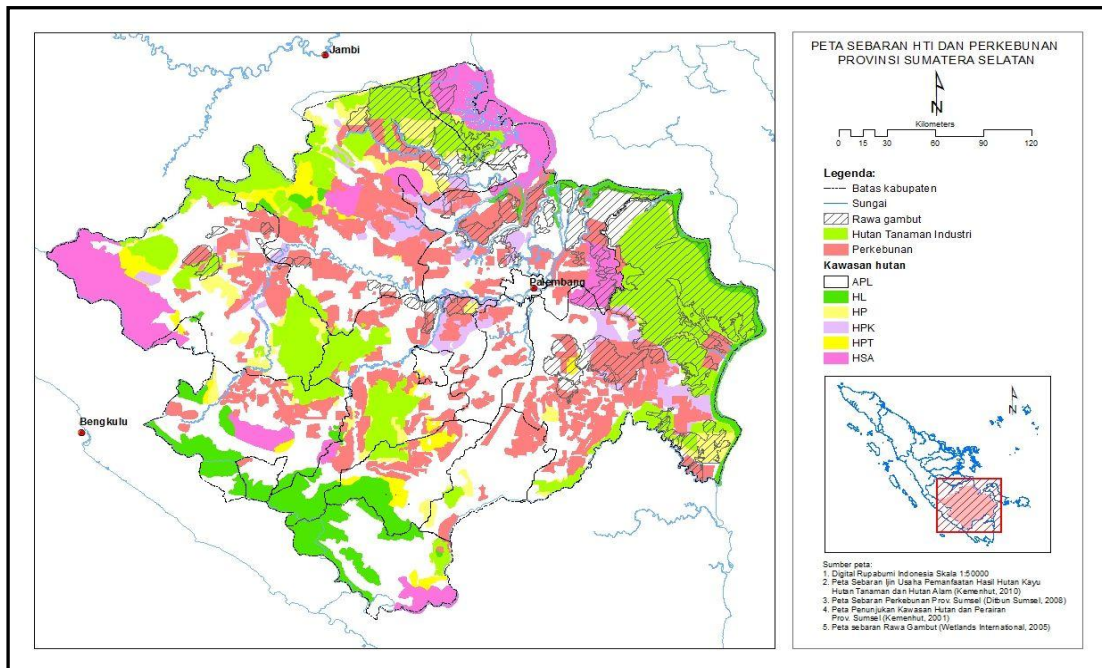 Jambi
Palembang
Bengkulu
PETA SEBARAN HTI DAN PERKEBUNAN
PROVINSI SUMATERA SELATAN
N
Kilometers
0 15 30 60 90 120
Legenda:
Batas kabupaten
Sungai
Rawa gambut
Hutan Tanaman Industri
Perkebunan
Kawasan hutan
APL
HL
HP
HPK
HPT
HSA
N
Sumber peta:
1. Digital Rupabumi Indonesia Skala 1:50000
2. Peta Sebaran Ijin Usaha Pemanfaatan Hasil Hutan Kayu
Hutan Tanaman dan Hutan Alam (Kemenhut, 2010)
3. Peta Sebaran Perkebunan Prov. Sumsel (Disbun Sumsel, 2008)
4. Peta Penunjukan Kawasan Hutan dan Perairan
Prov. Sumsel (Kemenhut, 2001)
5. Peta sebaran Rawa Gambut (Wetlands International, 2005)